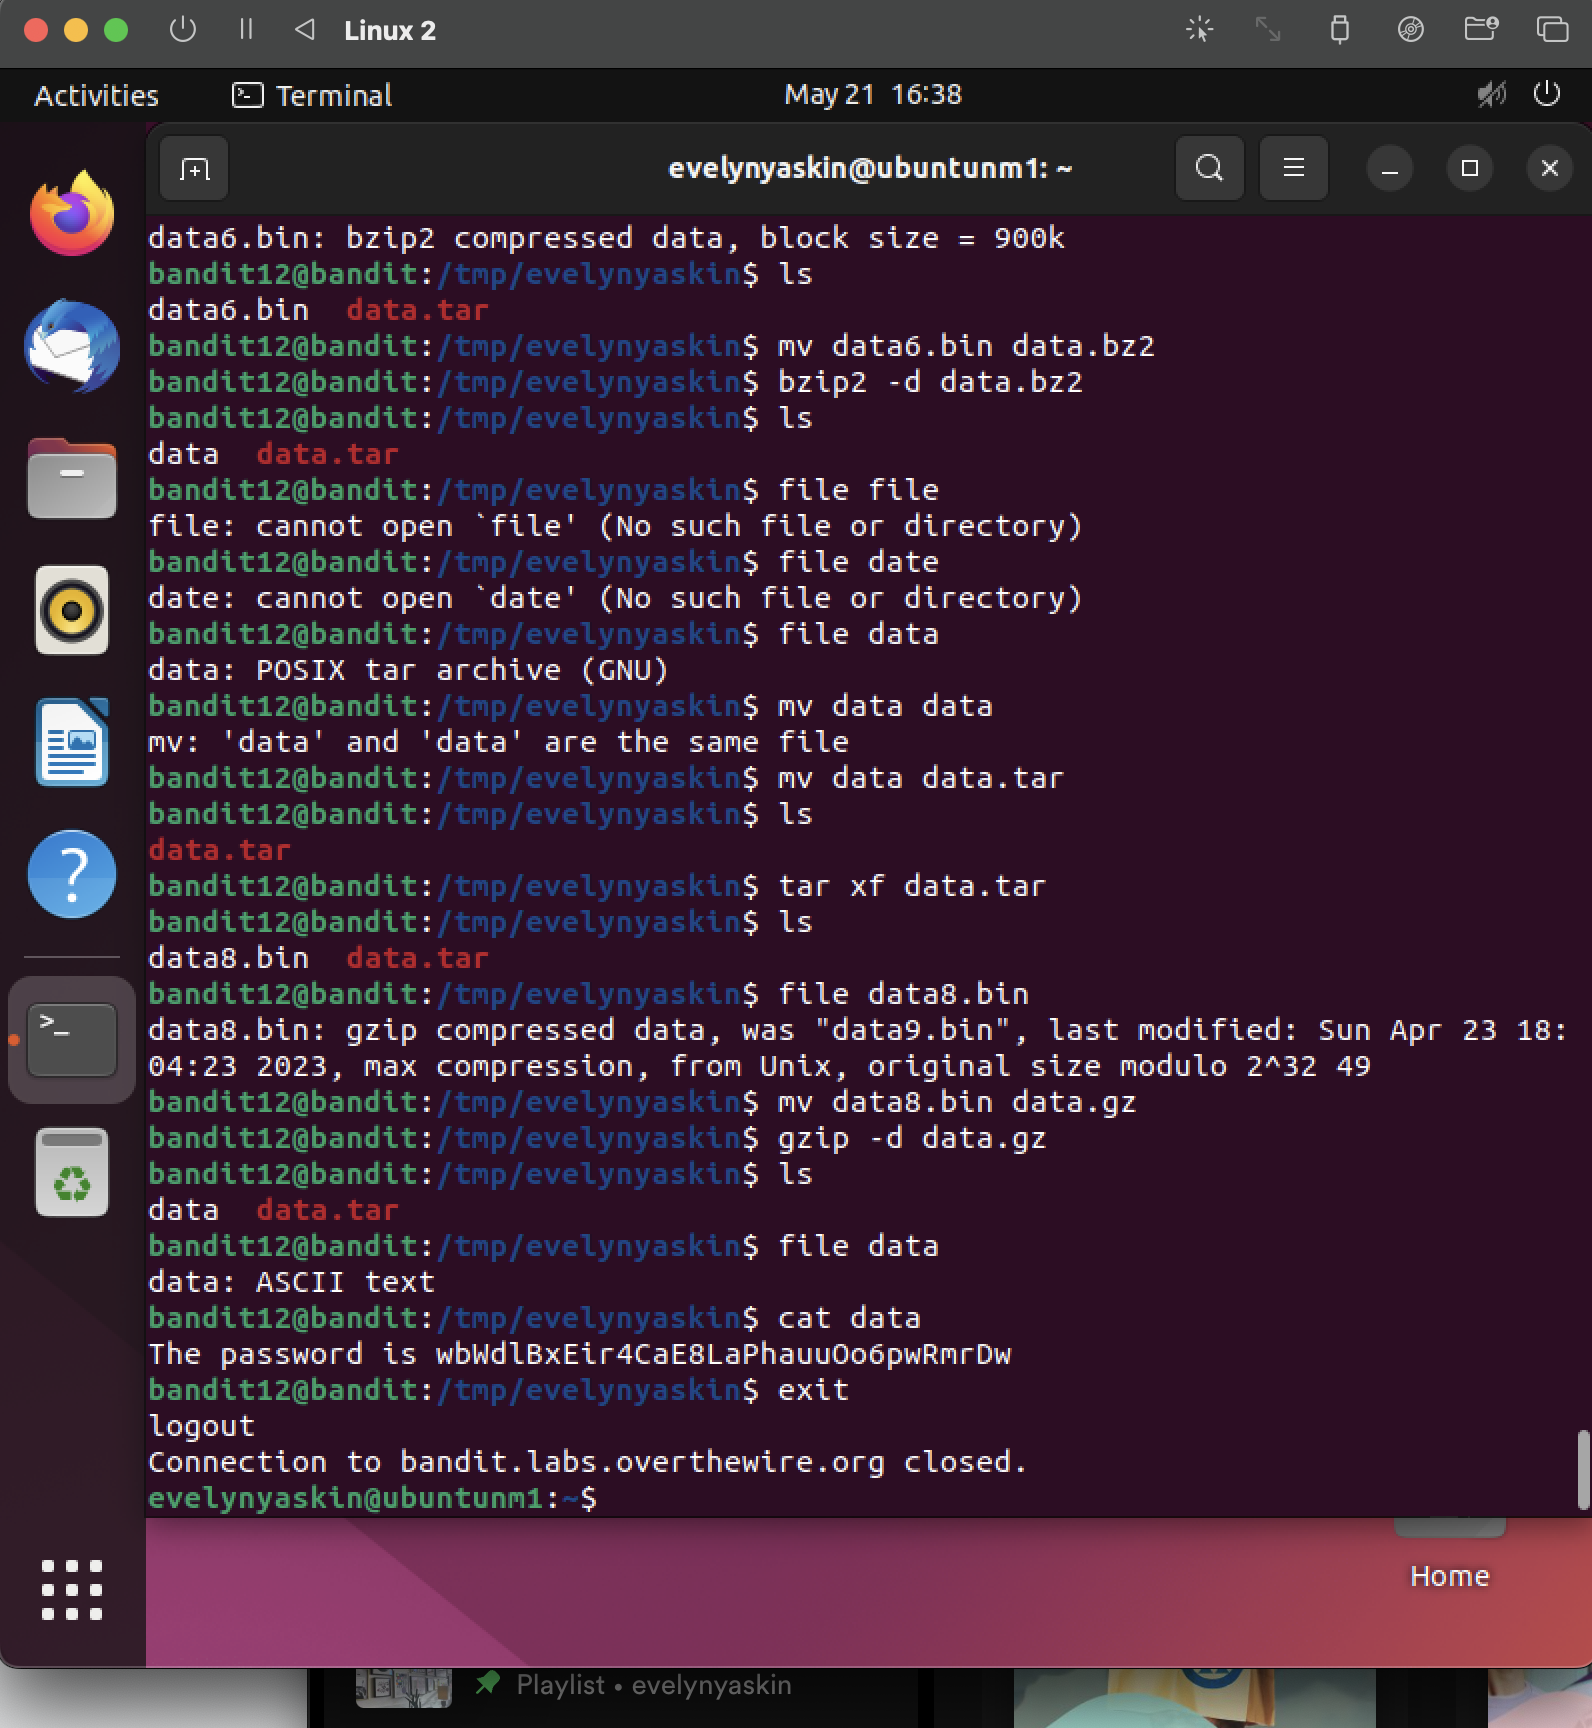 Linux 2
Activities
Terminal
May 21 16:38
evelynyaskin@ubuntunm1: ~
data6.bin: bzip2 compressed data, block size = 900k
bandit12@bandit:/tmp/evelynyaskin$ ls
data6.bin  data.tar
bandit12@bandit:/tmp/evelynyaskin$ mv data6.bin data.bz2
bandit12@bandit:/tmp/evelynyaskin$ bzip2 -d data.bz2
bandit12@bandit:/tmp/evelynyaskin$ ls
data  data.tar
bandit12@bandit:/tmp/evelynyaskin$ file file
file: cannot open `file' (No such file or directory)
bandit12@bandit:/tmp/evelynyaskin$ file date
date: cannot open `date' (No such file or directory)
bandit12@bandit:/tmp/evelynyaskin$ file data
data: POSIX tar archive (GNU)
bandit12@bandit:/tmp/evelynyaskin$ mv data data
mv: 'data' and 'data' are the same file
bandit12@bandit:/tmp/evelynyaskin$ mv data data.tar
bandit12@bandit:/tmp/evelynyaskin$ ls
data.tar
bandit12@bandit:/tmp/evelynyaskin$ tar xf data.tar
bandit12@bandit:/tmp/evelynyaskin$ ls
data8.bin  data.tar
bandit12@bandit:/tmp/evelynyaskin$ file data8.bin
data8.bin: gzip compressed data, was "data9.bin", last modified: Sun Apr 23 18:
04:23 2023, max compression, from Unix, original size modulo 2^32 49
bandit12@bandit:/tmp/evelynyaskin$ mv data8.bin data.gz
bandit12@bandit:/tmp/evelynyaskin$ gzip -d data.gz
bandit12@bandit:/tmp/evelynyaskin$ ls
data  data.tar
bandit12@bandit:/tmp/evelynyaskin$ file data
data: ASCII text
bandit12@bandit:/tmp/evelynyaskin$ cat data
The password is wbWdlBxEir4CaE8LaPhauuOo6pwRmrDw
bandit12@bandit:/tmp/evelynyaskin$ exit
logout
Connection to bandit.labs.overthewire.org closed.
evelynyaskin@ubuntunm1:~$
Home
Playlist • evelynyaskin